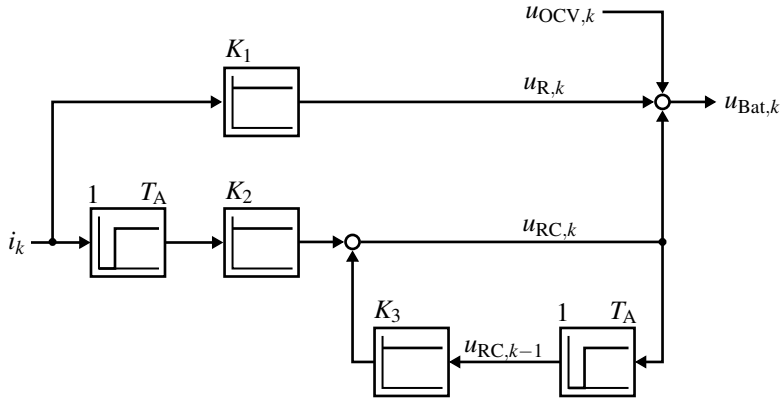 u_OCV,k
K_1
u_R,k
u_Bat,k
1 T_A
K_2
i_k
u_RC,k
K_3
1 T_A
u_RC,k−1